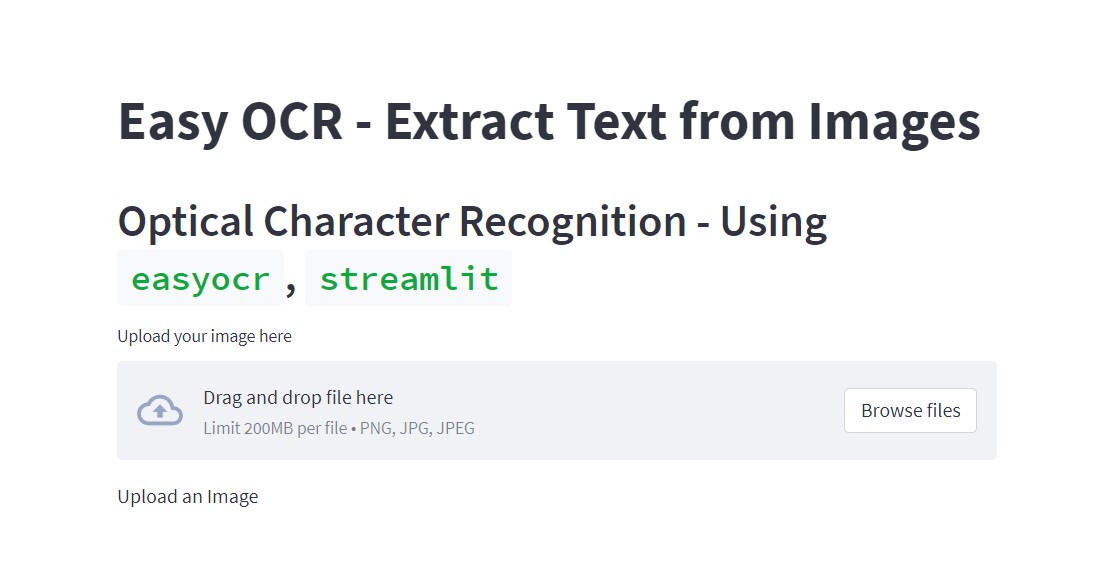 Easy OCR - Extract Text from Images
Optical Character Recognition - Using
easyocr, streamlit
Upload your image here
Drag and drop file here
Limit 200MB per file • PNG, JPG, JPEG
Browse files
Upload an Image